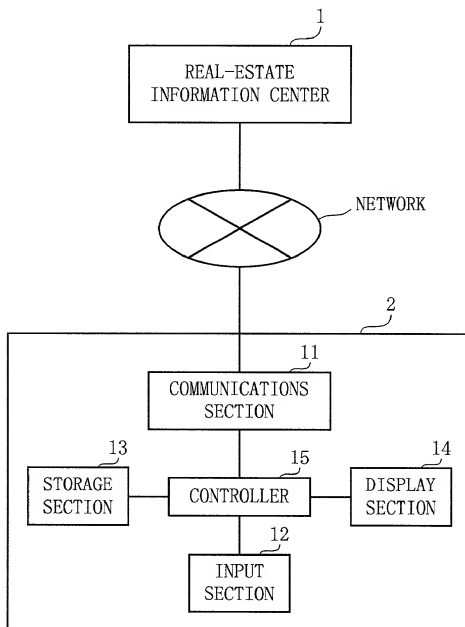 1
REAL-ESTATE
INFORMATION CENTER
NETWORK
2
11
COMMUNICATIONS
SECTION
13
STORAGE
SECTION
15
CONTROLLER
14
DISPLAY
SECTION
12
INPUT
SECTION